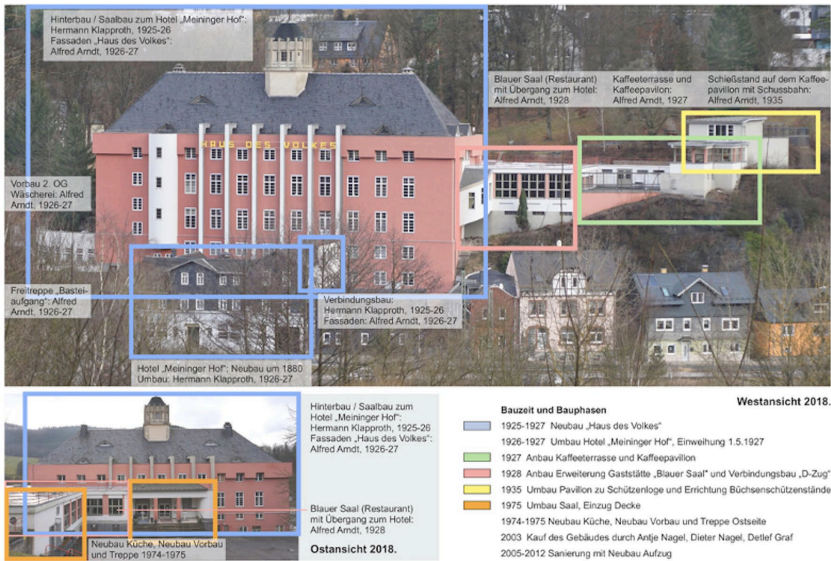 Hinterbau / Saalbau zum Hotel „Meininger Hof“:
Hermann Klapproth, 1925-26
Fassaden „Haus des Volkes“:
Alfred Arndt, 1926-27
Blauer Saal (Restaurant)
mit Übergang zum Hotel:
Alfred Arndt, 1928
Kaffeeterrasse und
Kaffeepavilon:
Alfred Arndt, 1927
Schießstand auf dem Kaffee-
pavillon mit Schussbahn:
Alfred Arndt, 1935
HAUS DES VOLKES
Vorbau 2. OG
Wäscherei: Alfred
Arndt, 1926-27
Freitreppe „Bastei-
aufgang“: Alfred
Arndt, 1926-27
Verbindungsbau:
Hermann Klapproth, 1925-26
Fassaden: Alfred Arndt, 1926-27
Hotel „Meininger Hof“: Neubau um 1880
Umbau: Hermann Klapproth, 1926-27
Westansicht 2018.
Hinterbau / Saalbau zum
Hotel „Meininger Hof“:
Hermann Klapproth, 1925-26
Fassaden „Haus des Volkes“:
Alfred Arndt, 1926-27
Blauer Saal (Restaurant)
mit Übergang zum Hotel:
Alfred Arndt, 1928
Ostansicht 2018.
Neubau Küche, Neubau Vorbau
und Treppe 1974-1975
Bauzeit und Bauphasen
1925-1927 Neubau „Haus des Volkes“
1926-1927 Umbau Hotel „Meininger Hof“, Einweihung 1.5.1927
1927 Anbau Kaffeeterrasse und Kaffeepavillon
1928 Anbau Erweiterung Gaststätte „Blauer Saal“ und Verbindungsbau „D-Zug“
1935 Umbau Pavillon zu Schützenloge und Errichtung Büchsenschützenstände
1975 Umbau Saal, Einzug Decke
1974-1975 Neubau Küche, Neubau Vorbau und Treppe Ostseite
2003 Kauf des Gebäudes durch Antje Nagel, Dieter Nagel, Detlef Graf
2005-2012 Sanierung mit Neubau Aufzug